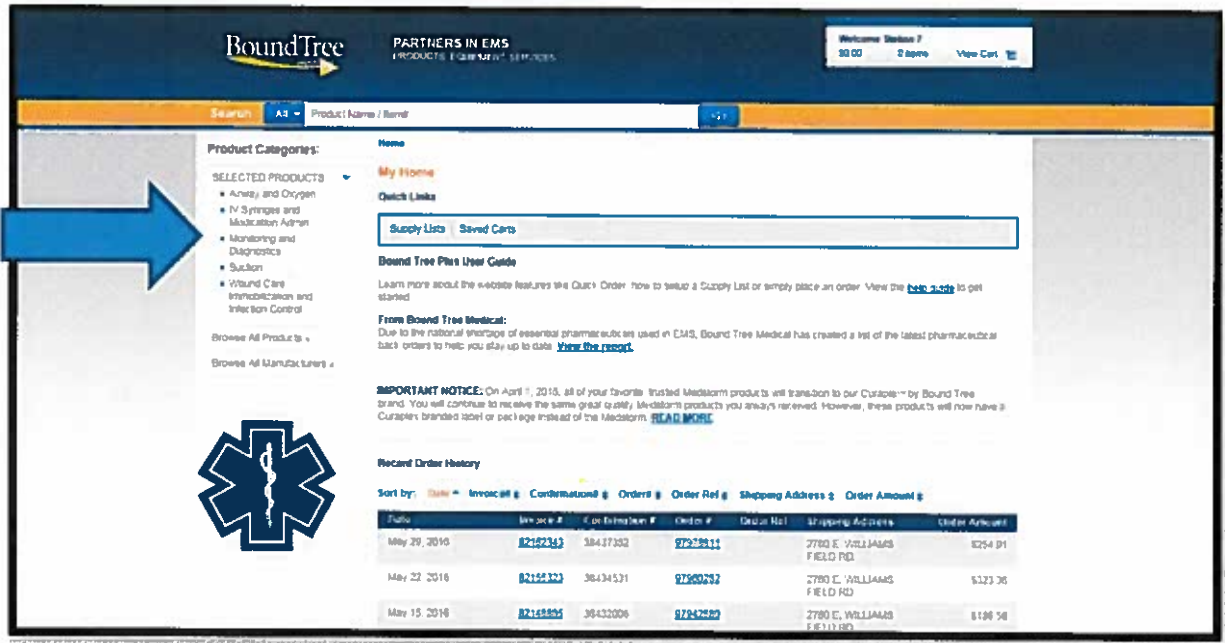 BoundTree
PARTNERS IN EMS
PRODUCTS EQUIPMENT SERVICES
Welcome Station 7
$0.00 0 items View Cart
Search All Product Name / Item#
Product Categories:
SELECTED PRODUCTS
Airway and Oxygen
IV Syringes and
Medication Admin
Monitoring and
Diagnostics
Suction
Wound Care
Immobilization and
Infection Control
Browse All Products
Browse All Manufacturers
Home
My Home
Quick Links
Supply Lists Saved Carts
Bound Tree Plus User Guide
Learn more about the website features like Quick Order, how to setup a Supply List or simply place an order. View the help guide to get
started.
From Bound Tree Medical:
Due to the national shortage of essential pharmaceuticals used in EMS, Bound Tree Medical has created a list of the latest pharmaceutical
back orders to help you stay up to date. View the report.
IMPORTANT NOTICE: On April 1, 2015, all of your favorite, trusted Medstorm products will transition to our Curaplex™ by Bound Tree
brand. You will continue to receive the same great quality Medstorm products you always received. However, these products will now have a
Curaplex branded label or package instead of the Medstorm. READ MORE
Recent Order History
Sort by: Date Invoice# Confirmation# Order# Order Ref Shipping Address Order Amount
Date Invoice # Confirmation # Order # Order Ref Shipping Address Order Amount
May 29, 2016 38437392 2780 E. WILLIAMS
FIELD RD
May 22, 2016 38434531 2780 E. WILLIAMS
FIELD RD
May 15, 2016 38432006 2780 E. WILLIAMS
FIELD RD